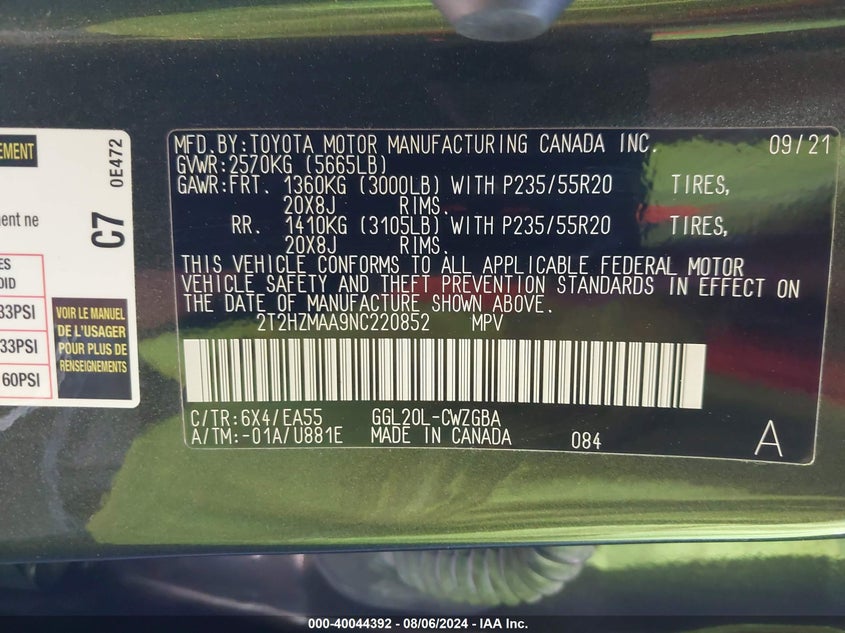 EMENT
ment ne
C7
0E472
ES
OID
33PSI
33PSI
60PSI
VOIR LE MANUEL
DE L'USAGER
POUR PLUS DE
RENSEIGNEMENTS
MFD.BY:TOYOTA MOTOR MANUFACTURING CANADA INC. 09/21
GVWR:2570KG (5665LB)
GAWR:FRT. 1360KG (3000LB) WITH P235/55R20 TIRES,
20X8J RIMS.
RR. 1410KG (3105LB) WITH P235/55R20 TIRES,
20X8J RIMS.
THIS VEHICLE CONFORMS TO ALL APPLICABLE FEDERAL MOTOR
VEHICLE SAFETY AND THEFT PREVENTION STANDARDS IN EFFECT ON
THE DATE OF MANUFACTURE SHOWN ABOVE.
2T2HZMAA9NC220852 MPV
C/TR:6X4/EA55 GGL20L-CWZGBA
A/TM:-01A/U881E MADE IN CANADA 084 A
000-40044392 - 08/06/2024 - IAA Inc.